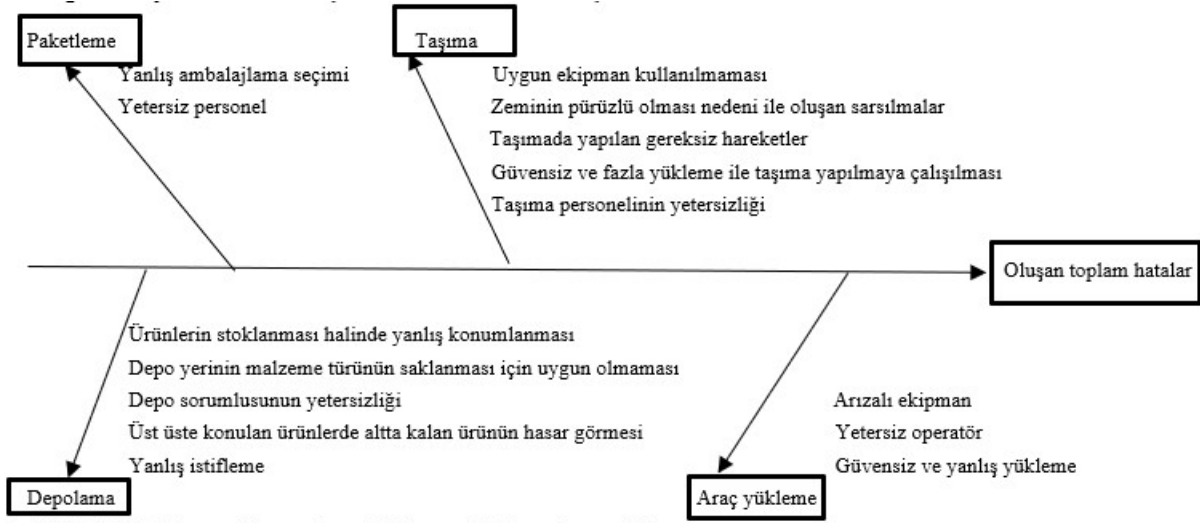 Paketleme
Yanlış ambalajlama seçimi
Yetersiz personel
Taşıma
Uygun ekipman kullanılmaması
Zeminin pürüzlü olması nedeni ile oluşan sarsılmalar
Taşımada yapılan gereksiz hareketler
Güvensiz ve fazla yükleme ile taşıma yapılmaya çalışılması
Taşıma personelinin yetersizliği
Oluşan toplam hatalar
Ürünlerin stoklanması halinde yanlış konumlanması
Depo yerinin malzeme türünün saklanması için uygun olmaması
Depo sorumlusunun yetersizliği
Üst üste konulan ürünlerde altta kalan ürünün hasar görmesi
Yanlış istifleme
Depolama
Arızalı ekipman
Yetersiz operatör
Güvensiz ve yanlış yükleme
Araç yükleme